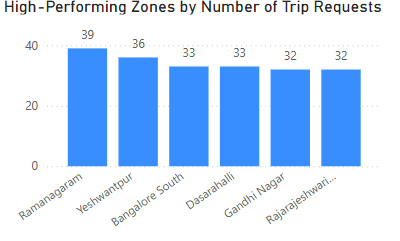 High-Performing Zones by Number of Trip Requests
40
20
0
39
36
33
33
32
32
Ramanagaram
Yeshwantpur
Bangalore South
Dasarahalli
Gandhi Nagar
Rajarajeshwari...